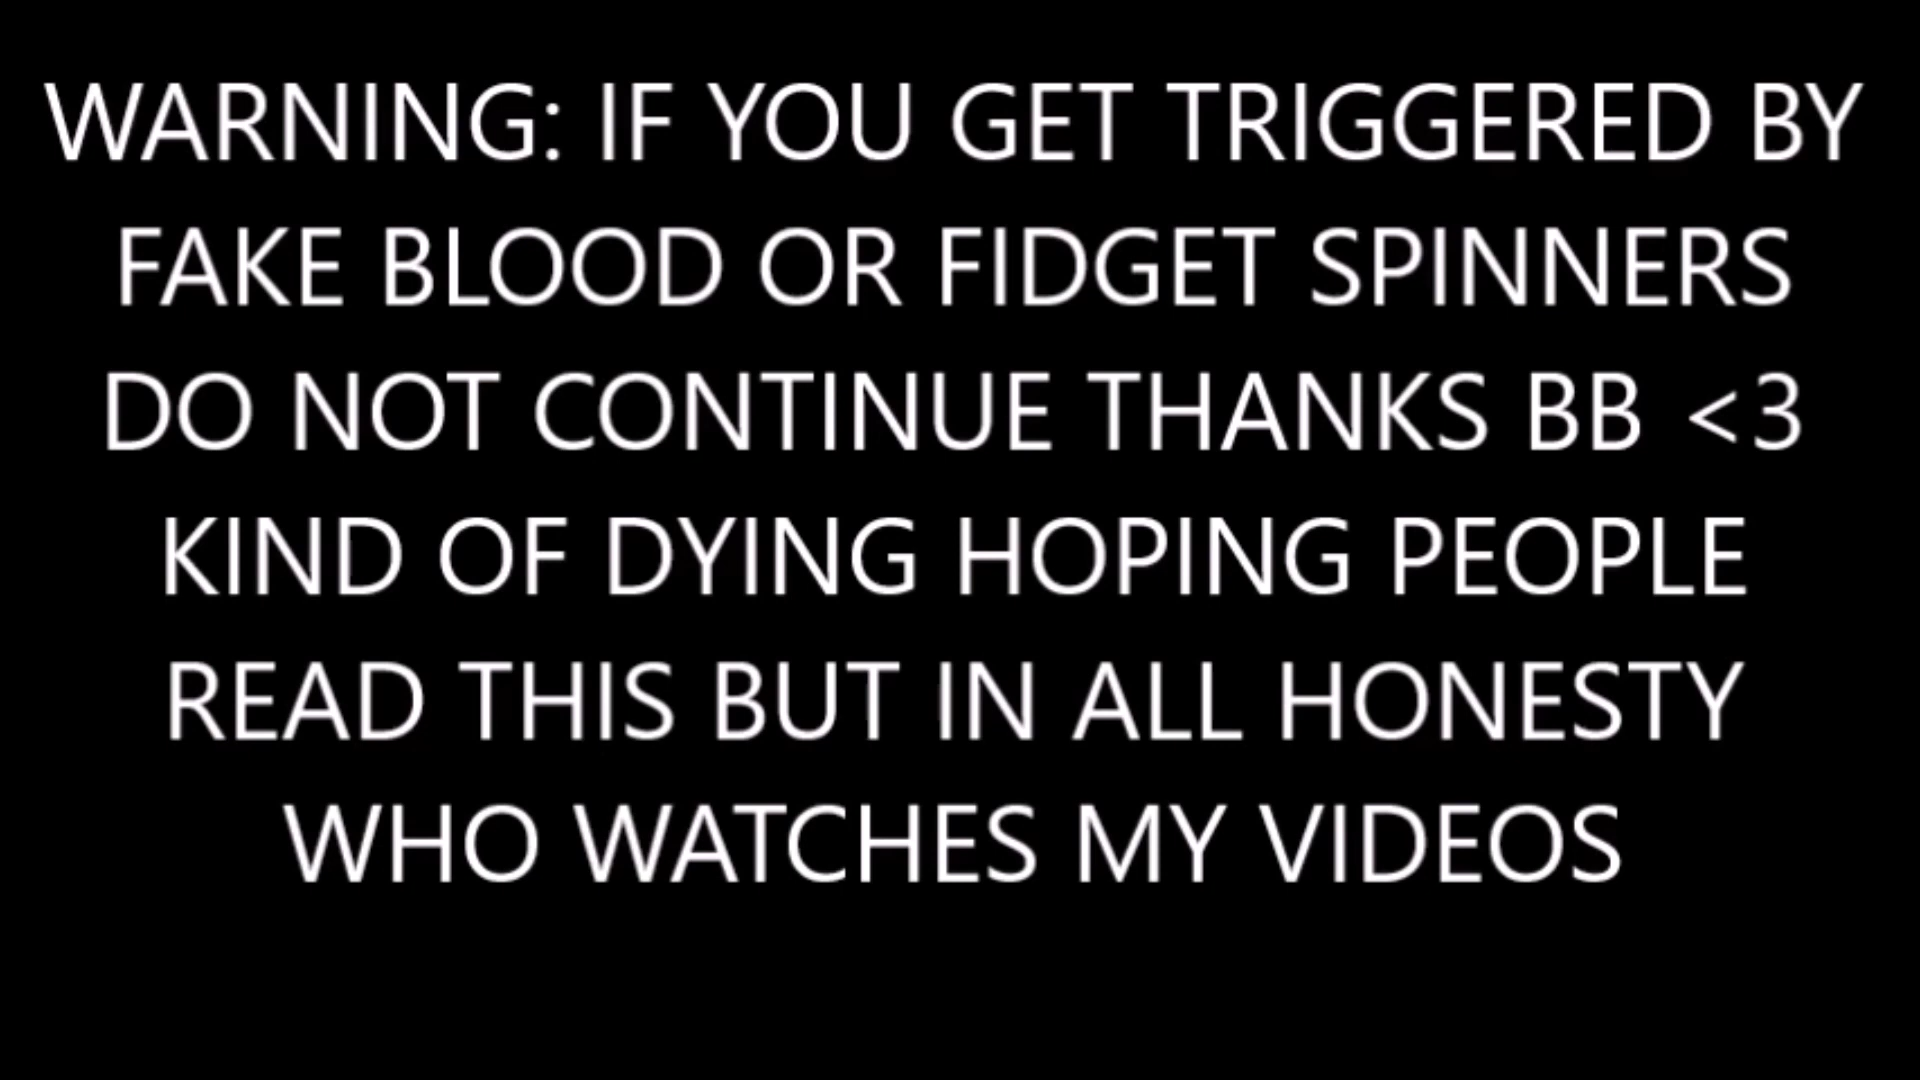 WARNING: IF YOU GET TRIGGERED BY
FAKE BLOOD OR FIDGET SPINNERS
DO NOT CONTINUE THANKS BB <3
KIND OF DYING HOPING PEOPLE
READ THIS BUT IN ALL HONESTY
WHO WATCHES MY VIDEOS